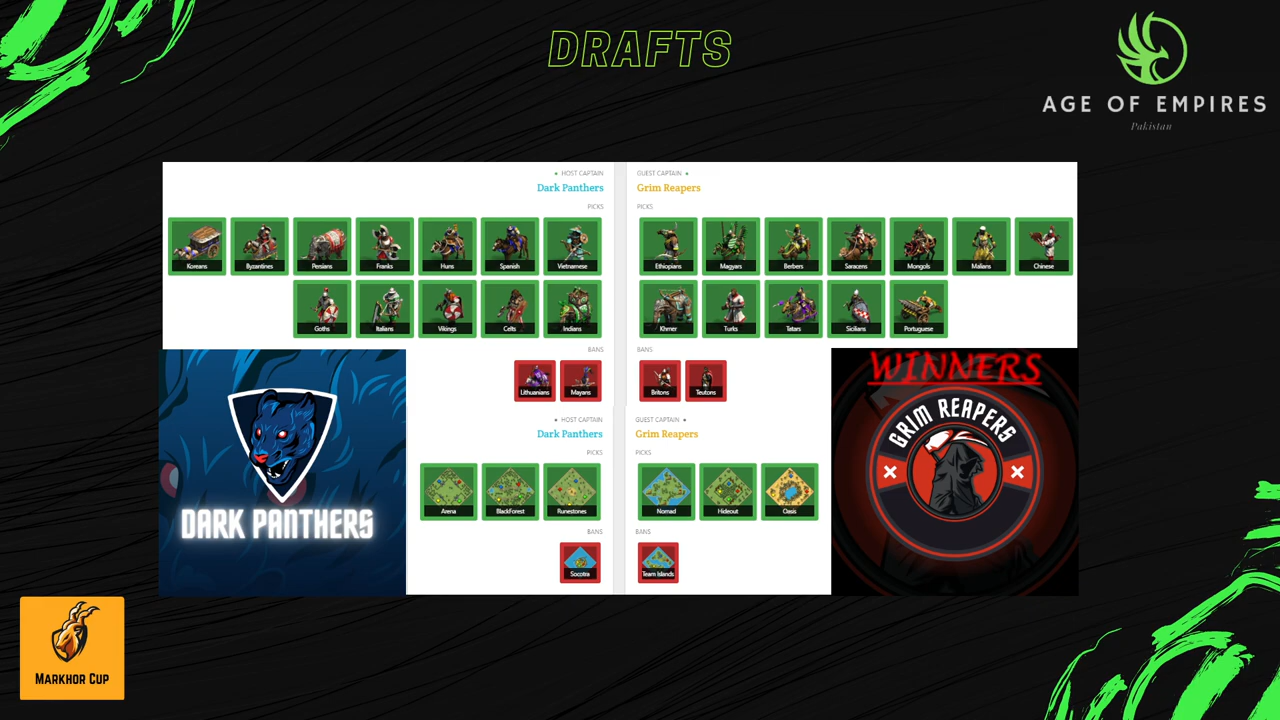 DRAFTS
AGE OF EMPIRES
Pakistan
HOST CAPTAIN
Dark Panthers
PICKS
Koreans
Byzantines
Persians
Franks
Huns
Spanish
Vietnamese
Goths
Italians
Vikings
Celts
Indians
BANS
Lithuanians
Mayans
GUEST CAPTAIN
Grim Reapers
PICKS
Ethiopians
Magyars
Berbers
Saracens
Mongols
Malians
Chinese
Khmer
Turks
Tatars
Sicilians
Portuguese
BANS
Britons
Teutons
HOST CAPTAIN
Dark Panthers
PICKS
Arena
BlackForest
Runestones
BANS
Socotra
GUEST CAPTAIN
Grim Reapers
PICKS
Nomad
Hideout
Oasis
BANS
Team Islands
DARK PANTHERS
WINNERS
GRIM REAPERS
MARKHOR CUP